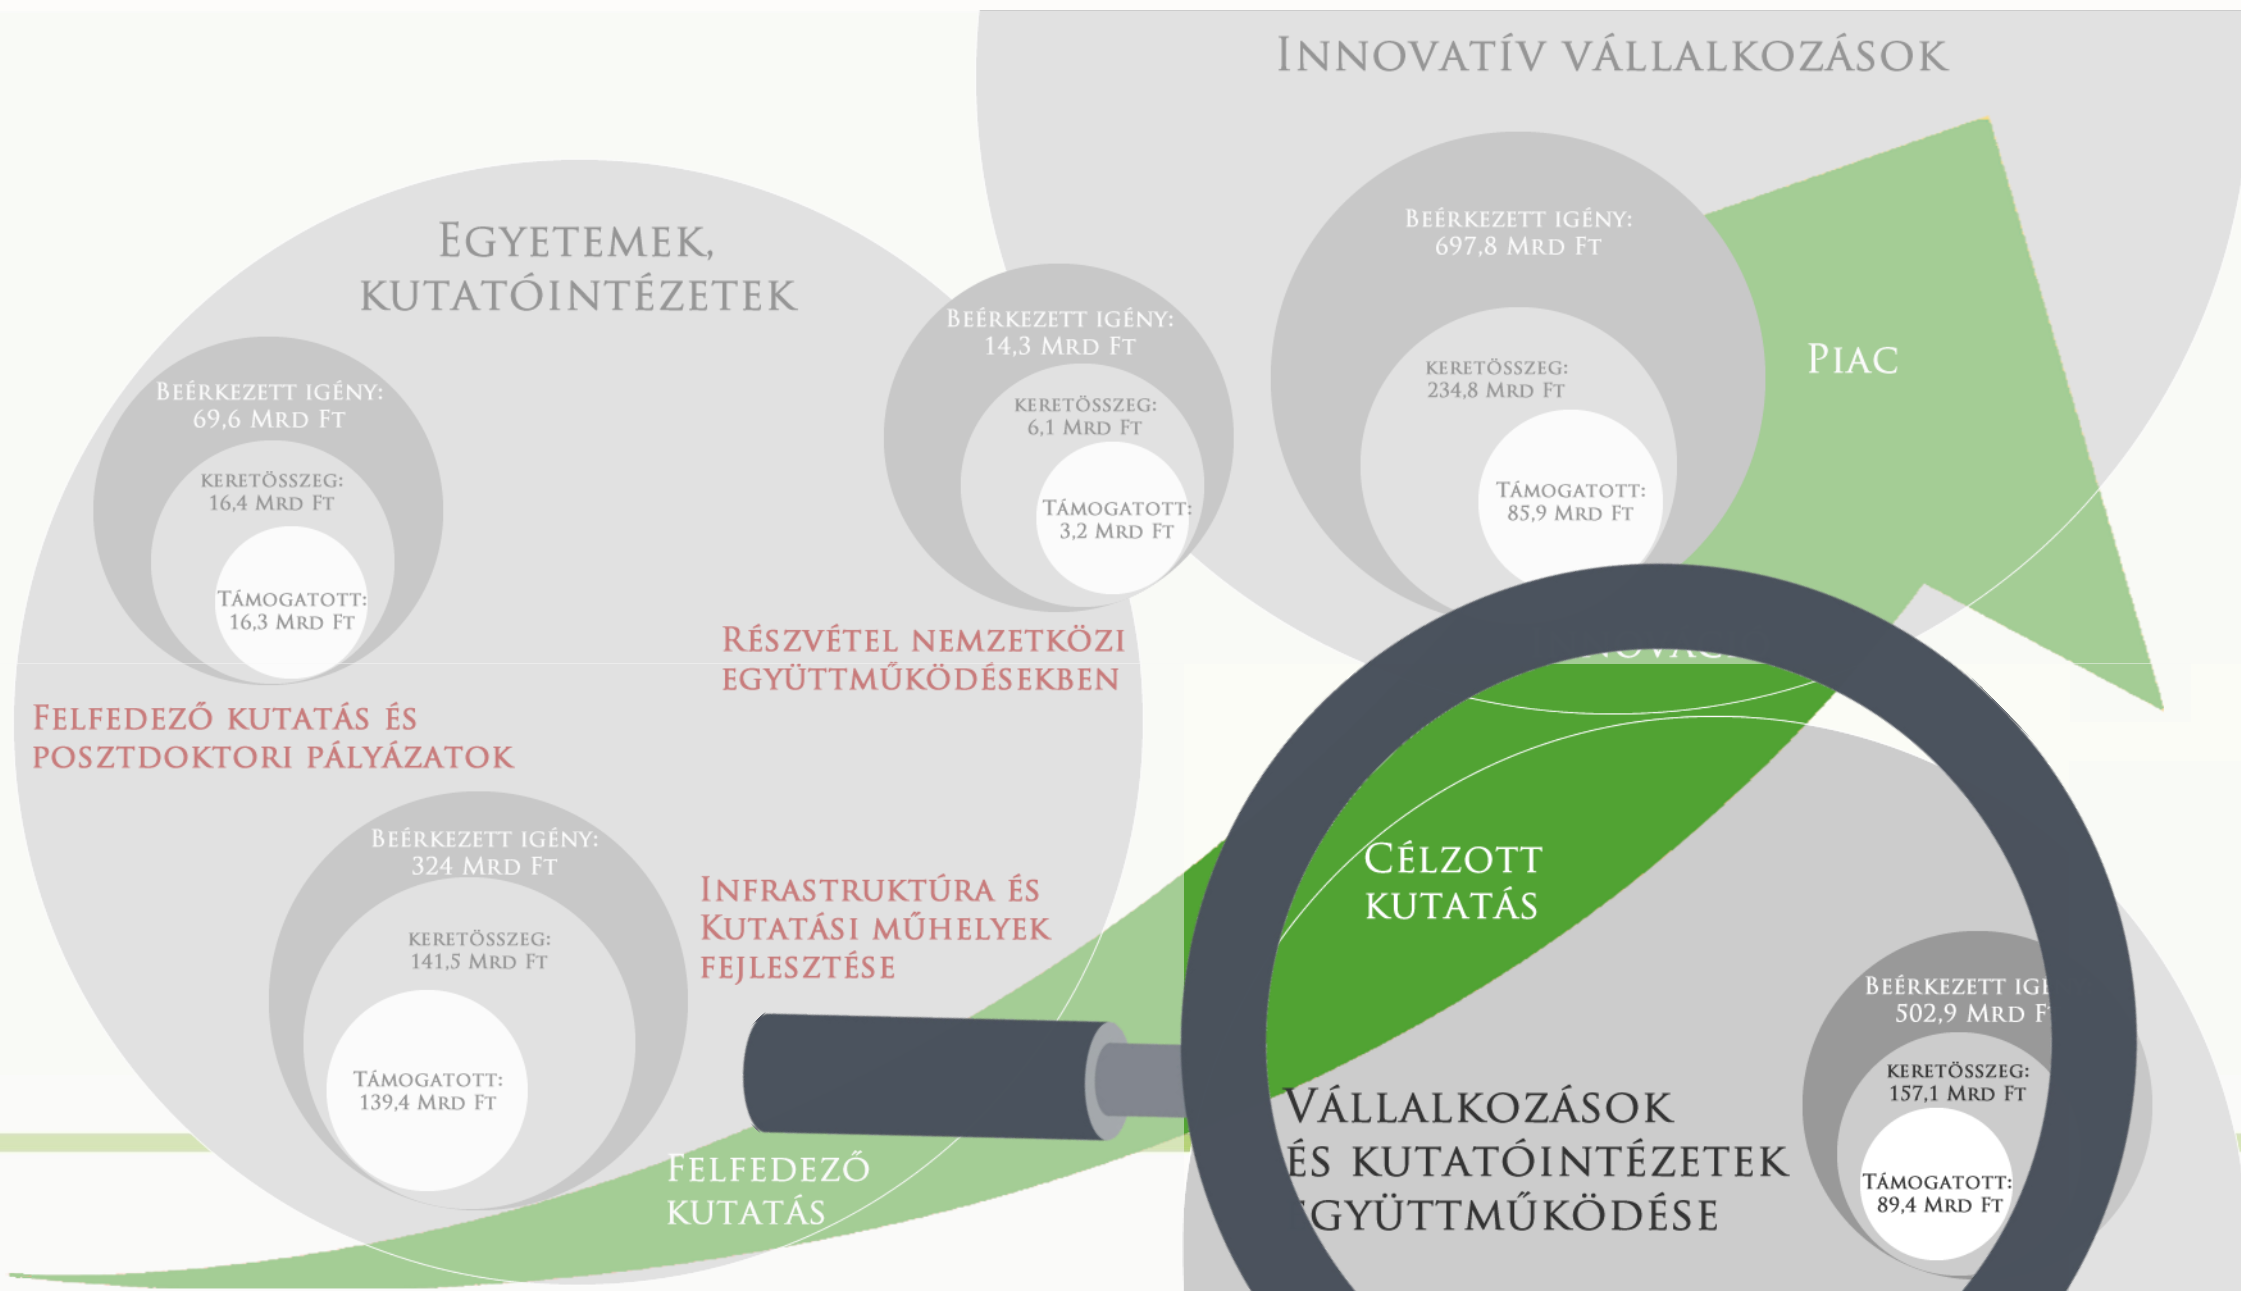 Innovatív vállalkozások
Egyetemek,
kutatóintézetek
Beérkezett igény:
697,8 Mrd Ft
keretösszeg:
234,8 Mrd Ft
Támogatott:
85,9 Mrd Ft
Piac
Beérkezett igény:
14,3 Mrd Ft
keretösszeg:
6,1 Mrd Ft
Támogatott:
3,2 Mrd Ft
Részvétel nemzetközi
együttműködésekben
Beérkezett igény:
69,6 Mrd Ft
keretösszeg:
16,4 Mrd Ft
Támogatott:
16,3 Mrd Ft
Felfedező kutatás és
posztdoktori pályázatok
Beérkezett igény:
324 Mrd Ft
keretösszeg:
141,5 Mrd Ft
Támogatott:
139,4 Mrd Ft
Infrastruktúra és
Kutatási műhelyek
fejlesztése
Felfedező
kutatás
Célzott
kutatás
Vállalkozások
és kutatóintézetek
gyüttműködése
Beérkezett
502,9 Mrd
keretösszeg:
157,1 Mrd Ft
Támogatott:
89,4 Mrd Ft